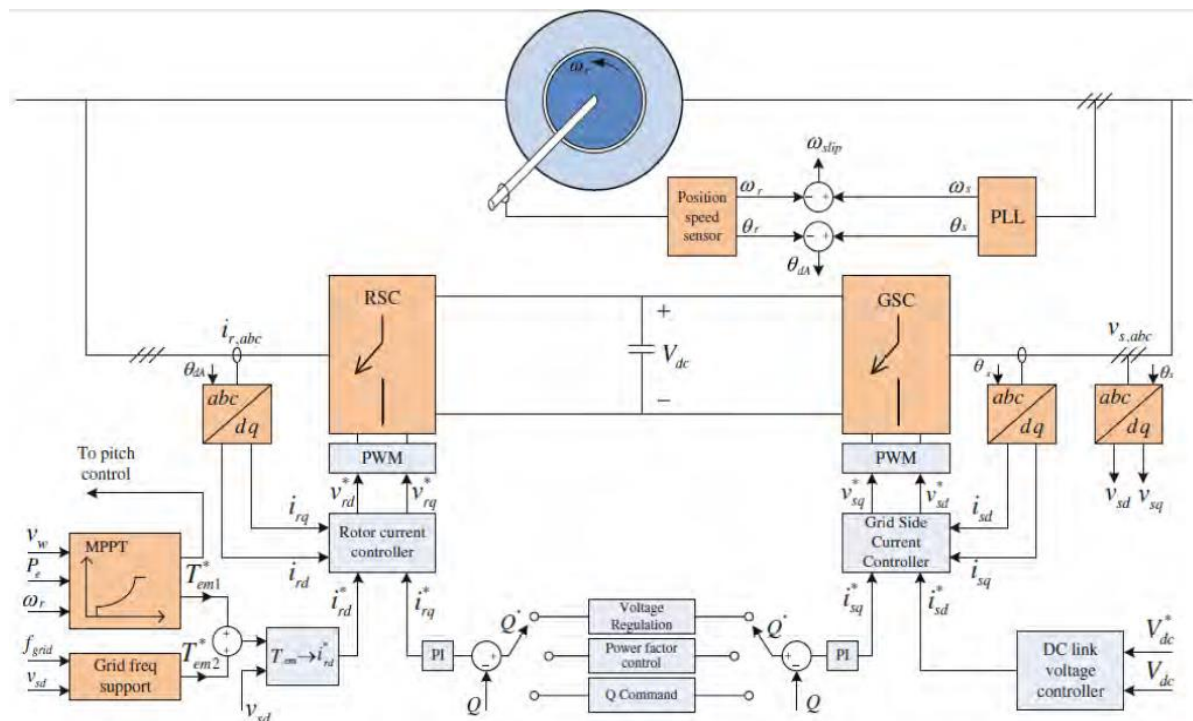 ω_r
ω_slip
Position
speed
sensor
ω_r
θ_r
- +
- +
ω_s
θ_s
PLL
θ_dA
RSC
GSC
+
V_dc
−
i_r,abc
v_s,abc
θ_dA
abc
dq
θ_s
abc
dq
θ_s
abc
dq
PWM
PWM
To pitch
control
v*_rd
v*_rq
v*_sq
v*_sd
v_sd
v_sq
i_rq
i_rd
Rotor current
controller
Grid Side
Current
Controller
i_sd
i_sq
v_w
P_e
ω_r
MPPT
T*_em1
i*_rd
i*_rq
i*_sq
i*_sd
f_grid
v_sd
Grid freq
support
T*_em2
+
+
T_em→i*_rd
v_sd
PI
−
Q*
Q
Voltage
Regulation
Power factor
control
Q Command
Q*
−
Q
PI
DC link
voltage
controller
V*_dc
V_dc